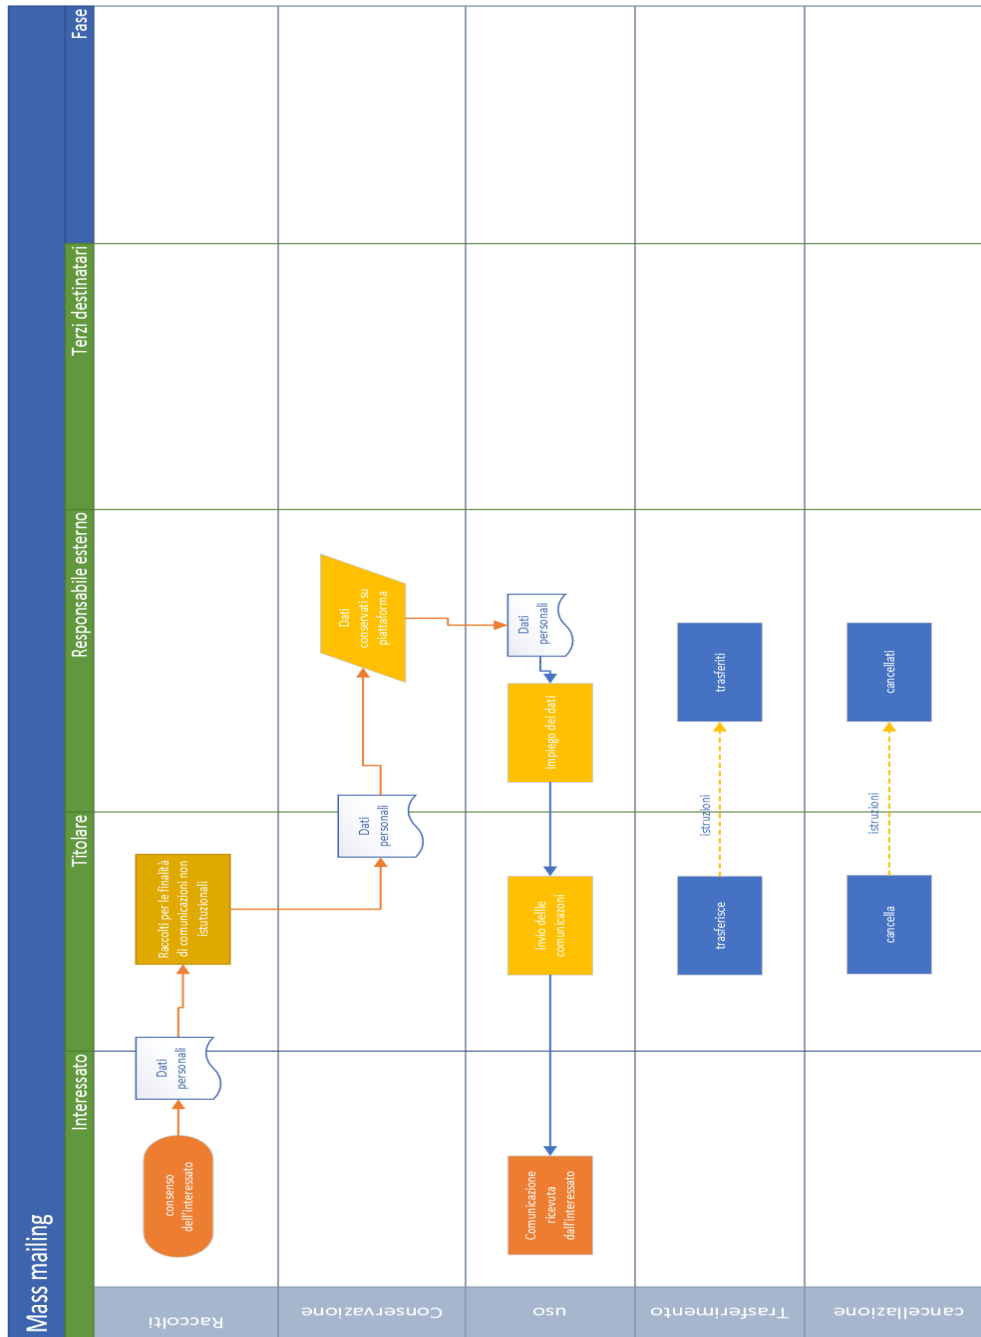 Mass mailing
Interessato
Titolare
Responsabile esterno
Terzi destinatari
Fase
Raccolti
consenso
dell'interessato
Dati
personali
Raccolti per le finalità
di comunicazioni non
istutuzionali
Conservazione
Dati
personali
Dati
conservati su
piattaforma
uso
Comunicazione
ricevuta
dall'interessato
Invio dellle
comunicazoni
Impiego dei dati
Dati
personali
Trasferimento
trasferisce
istruzioni
trasferiti
cancellazione
cancella
istruzioni
cancellati